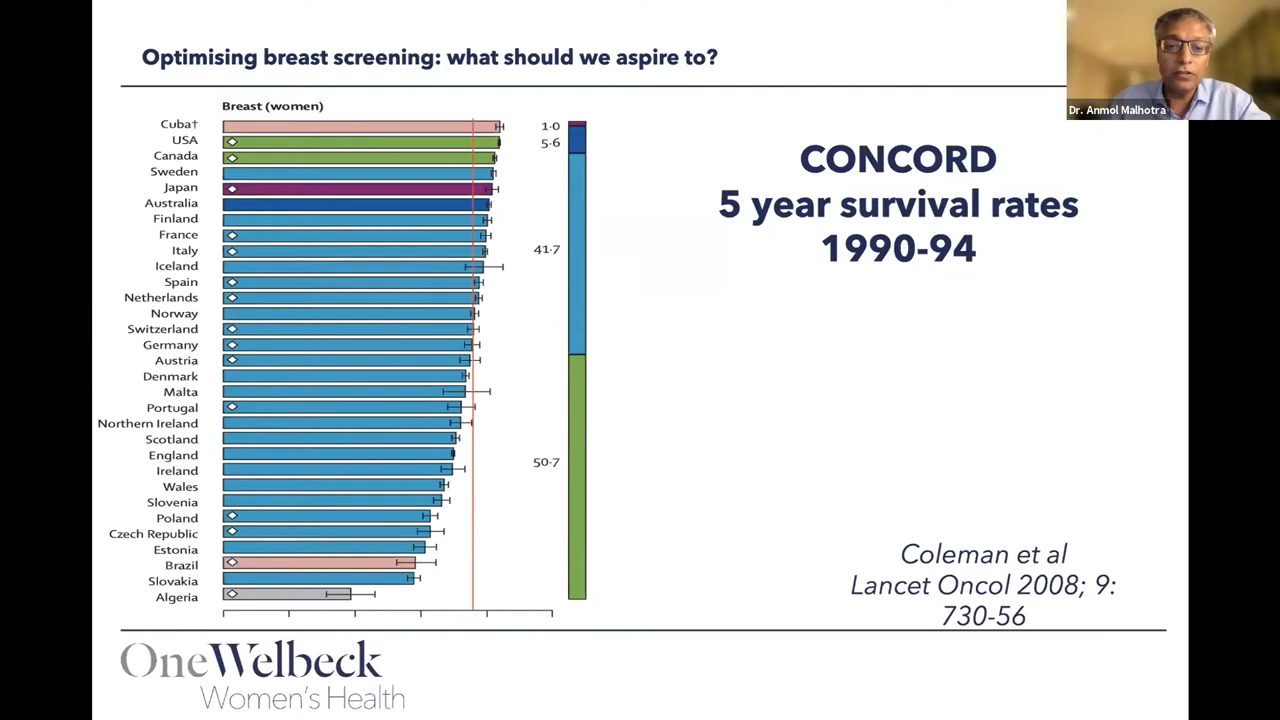 Optimising breast screening: what should we aspire to?
Dr. Anmol Malhotra
Breast (women)
Cuba†
USA
Canada
Sweden
Japan
Australia
Finland
France
Italy
Iceland
Spain
Netherlands
Norway
Switzerland
Germany
Austria
Denmark
Malta
Portugal
Northern Ireland
Scotland
England
Ireland
Wales
Slovenia
Poland
Czech Republic
Estonia
Brazil
Slovakia
Algeria
1·0
5·6
41·7
50·7
CONCORD
5 year survival rates
1990-94
Coleman et al
Lancet Oncol 2008; 9:
730-56
OneWelbeck
Women's Health